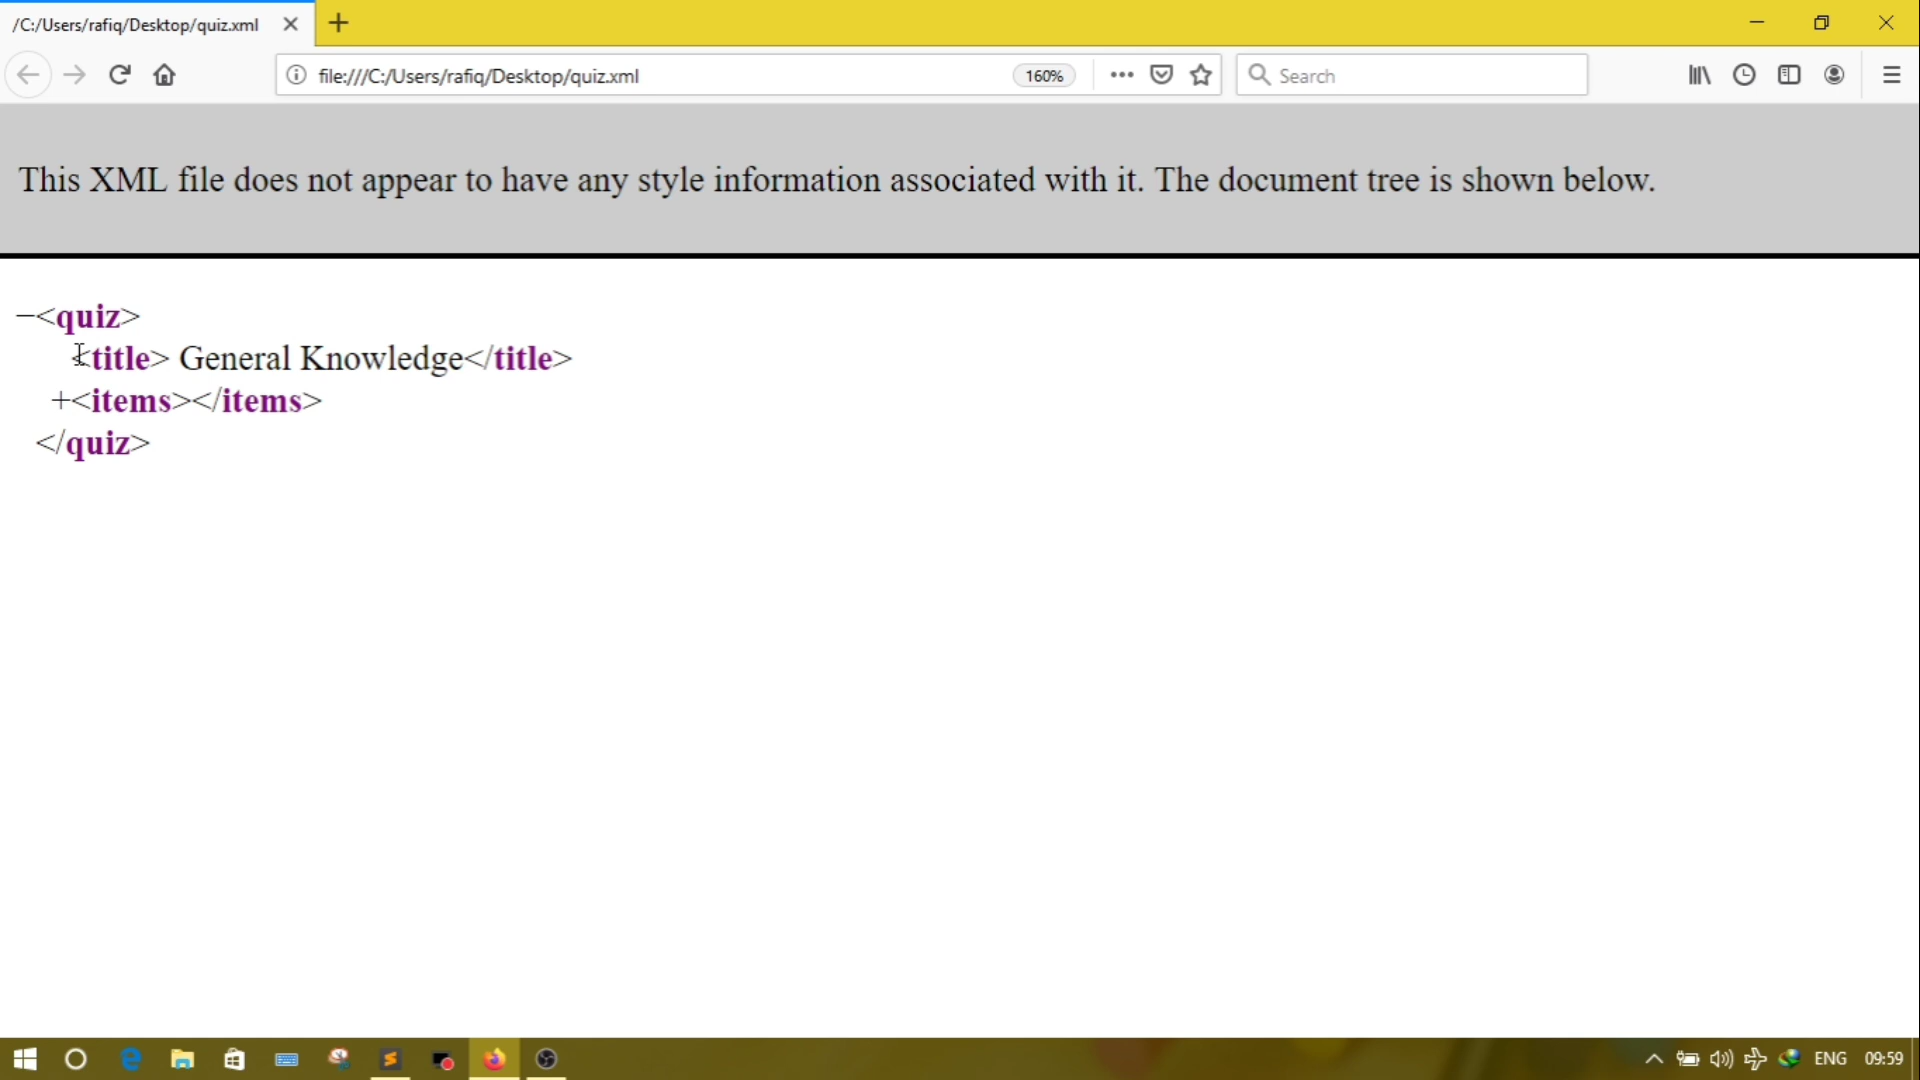 /C:/Users/rafiq/Desktop/quiz.xml
file:///C:/Users/rafiq/Desktop/quiz.xml
160%
Search
This XML file does not appear to have any style information associated with it. The document tree is shown below.
−<quiz>
<title> General Knowledge</title>
+<items></items>
</quiz>
ENG
09:59